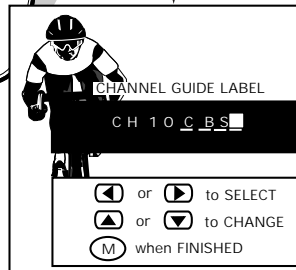 CHANNEL GUIDE LABEL
CH 10 CBS
or to SELECT
or to CHANGE
M when FINISHED